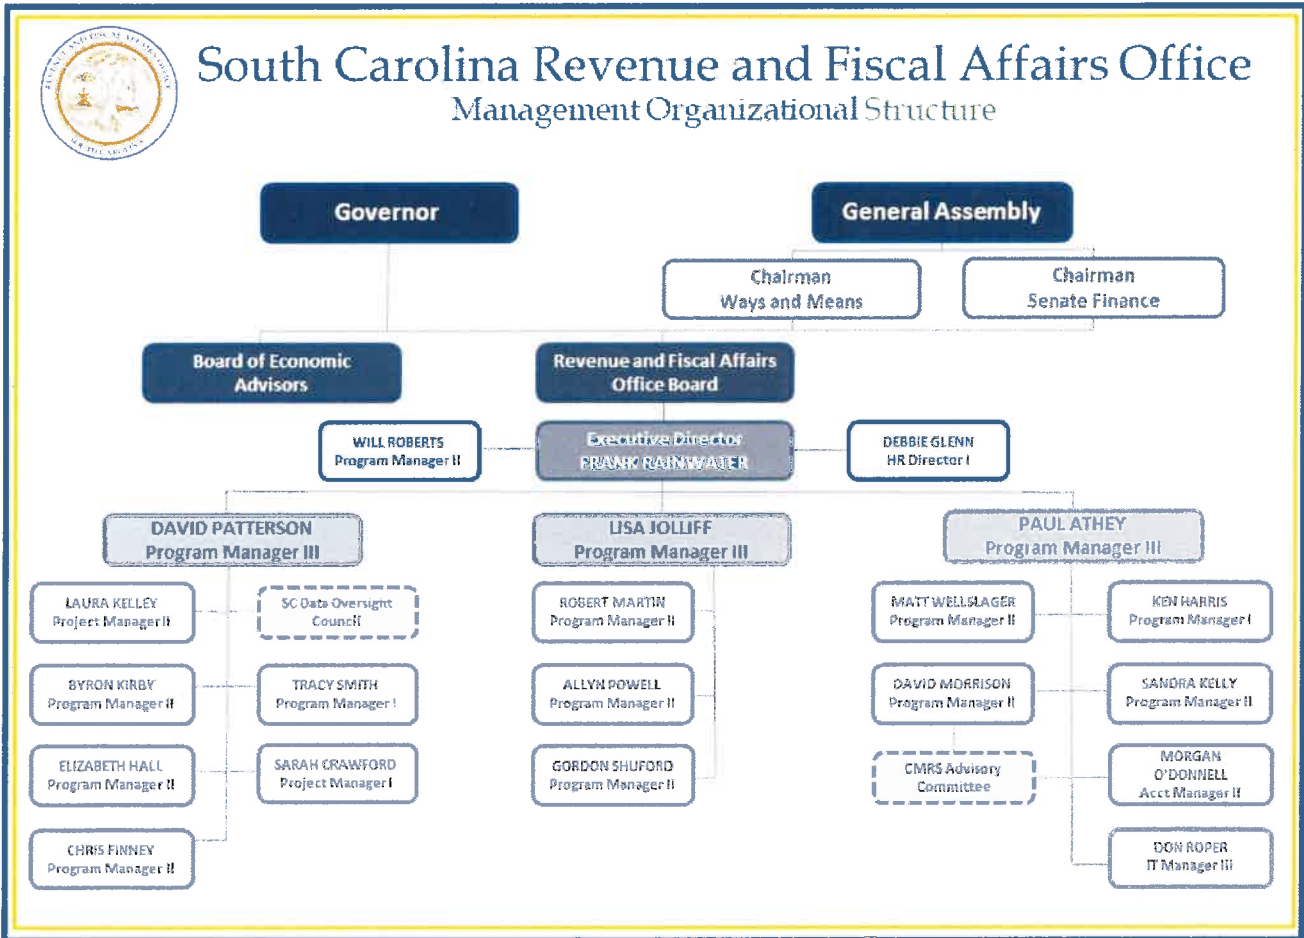 REVENUE AND FISCAL AFFAIRS OFFICE
SOUTH CAROLINA
South Carolina Revenue and Fiscal Affairs Office
Management Organizational Structure
Governor
General Assembly
Chairman
Ways and Means
Chairman
Senate Finance
Board of Economic
Advisors
Revenue and Fiscal Affairs
Office Board
WILL ROBERTS
Program Manager II
Executive Director
FRANK RAINWATER
DEBBIE GLENN
HR Director I
DAVID PATTERSON
Program Manager III
LISA JOLLIFF
Program Manager III
PAUL ATHEY
Program Manager III
LAURA KELLEY
Project Manager II
SC Data Oversight
Council
ROBERT MARTIN
Program Manager II
MATT WELLSLAGER
Program Manager II
KEN HARRIS
Program Manager I
BYRON KIRBY
Program Manager II
TRACY SMITH
Program Manager I
ALLYN POWELL
Program Manager II
DAVID MORRISON
Program Manager II
SANDRA KELLY
Program Manager II
ELIZABETH HALL
Program Manager II
SARAH CRAWFORD
Project Manager I
GORDON SHUFORD
Program Manager II
CMRS Advisory
Committee
MORGAN
O'DONNELL
Acct Manager II
CHRIS FINNEY
Program Manager II
DON ROPER
IT Manager III